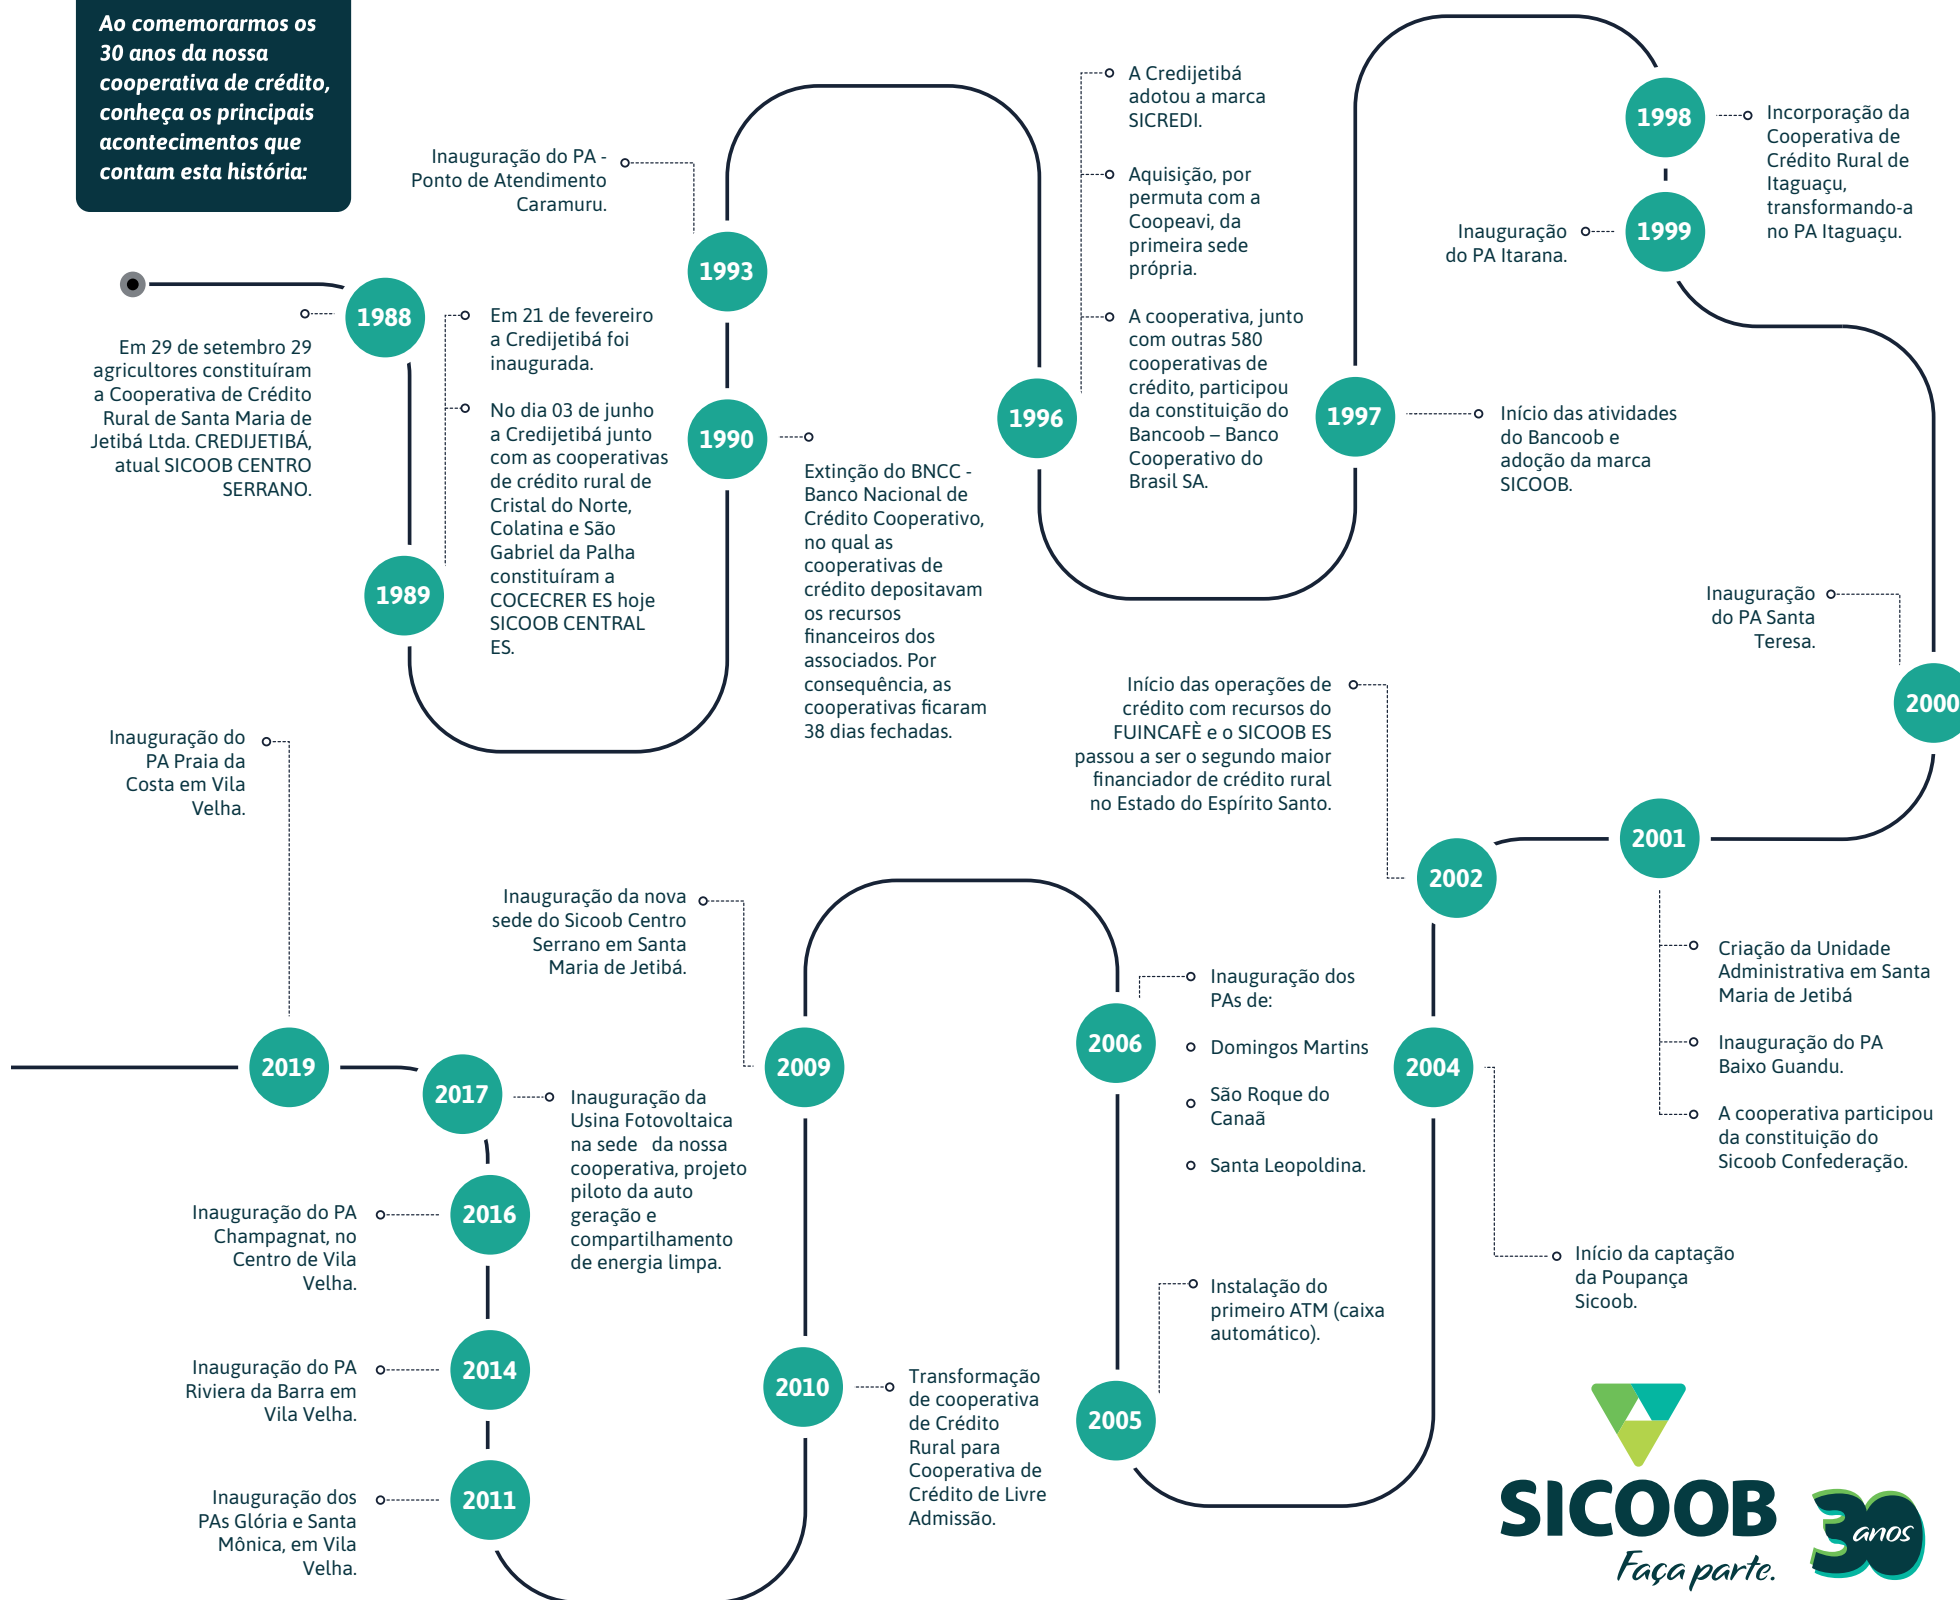 Ao comemorarmos os
30 anos da nossa
cooperativa de crédito,
conheça os principais
acontecimentos que
contam esta história:
1988
Em 29 de setembro 29
agricultores constituíram
a Cooperativa de Crédito
Rural de Santa Maria de
Jetibá Ltda. CREDIJETIBÁ,
atual SICOOB CENTRO
SERRANO.
1989
Em 21 de fevereiro
a Credijetibá foi
inaugurada.
No dia 03 de junho
a Credijetibá junto
com as cooperativas
de crédito rural de
Cristal do Norte,
Colatina e São
Gabriel da Palha
constituíram a
COCECRER ES hoje
SICOOB CENTRAL
ES.
1990
Extinção do BNCC -
Banco Nacional de
Crédito Cooperativo,
no qual as
cooperativas de
crédito depositavam
os recursos
financeiros dos
associados. Por
consequência, as
cooperativas ficaram
38 dias fechadas.
1993
Inauguração do PA -
Ponto de Atendimento
Caramuru.
1996
A Credijetibá
adotou a marca
SICREDI.
Aquisição, por
permuta com a
Coopeavi, da
primeira sede
própria.
A cooperativa, junto
com outras 580
cooperativas de
crédito, participou
da constituição do
Bancoob – Banco
Cooperativo do
Brasil SA.
1997
Início das atividades
do Bancoob e
adoção da marca
SICOOB.
1998
Incorporação da
Cooperativa de
Crédito Rural de
Itaguaçu,
transformando-a
no PA Itaguaçu.
1999
Inauguração
do PA Itarana.
2000
Inauguração
do PA Santa
Teresa.
2001
Criação da Unidade
Administrativa em Santa
Maria de Jetibá
Inauguração do PA
Baixo Guandu.
A cooperativa participou
da constituição do
Sicoob Confederação.
2002
Início das operações de
crédito com recursos do
FUINCAFÈ e o SICOOB ES
passou a ser o segundo maior
financiador de crédito rural
no Estado do Espírito Santo.
2004
Início da captação
da Poupança
Sicoob.
2005
Instalação do
primeiro ATM (caixa
automático).
2006
Inauguração dos
PAs de:
Domingos Martins
São Roque do
Canaã
Santa Leopoldina.
2009
Inauguração da nova
sede do Sicoob Centro
Serrano em Santa
Maria de Jetibá.
2010
Transformação
de cooperativa
de Crédito
Rural para
Cooperativa de
Crédito de Livre
Admissão.
2011
Inauguração dos
PAs Glória e Santa
Mônica, em Vila
Velha.
2014
Inauguração do PA
Riviera da Barra em
Vila Velha.
2016
Inauguração do PA
Champagnat, no
Centro de Vila
Velha.
2017
Inauguração da
Usina Fotovoltaica
na sede da nossa
cooperativa, projeto
piloto da auto
geração e
compartilhamento
de energia limpa.
2019
Inauguração do
PA Praia da
Costa em Vila
Velha.
SICOOB
Faça parte.
30 anos